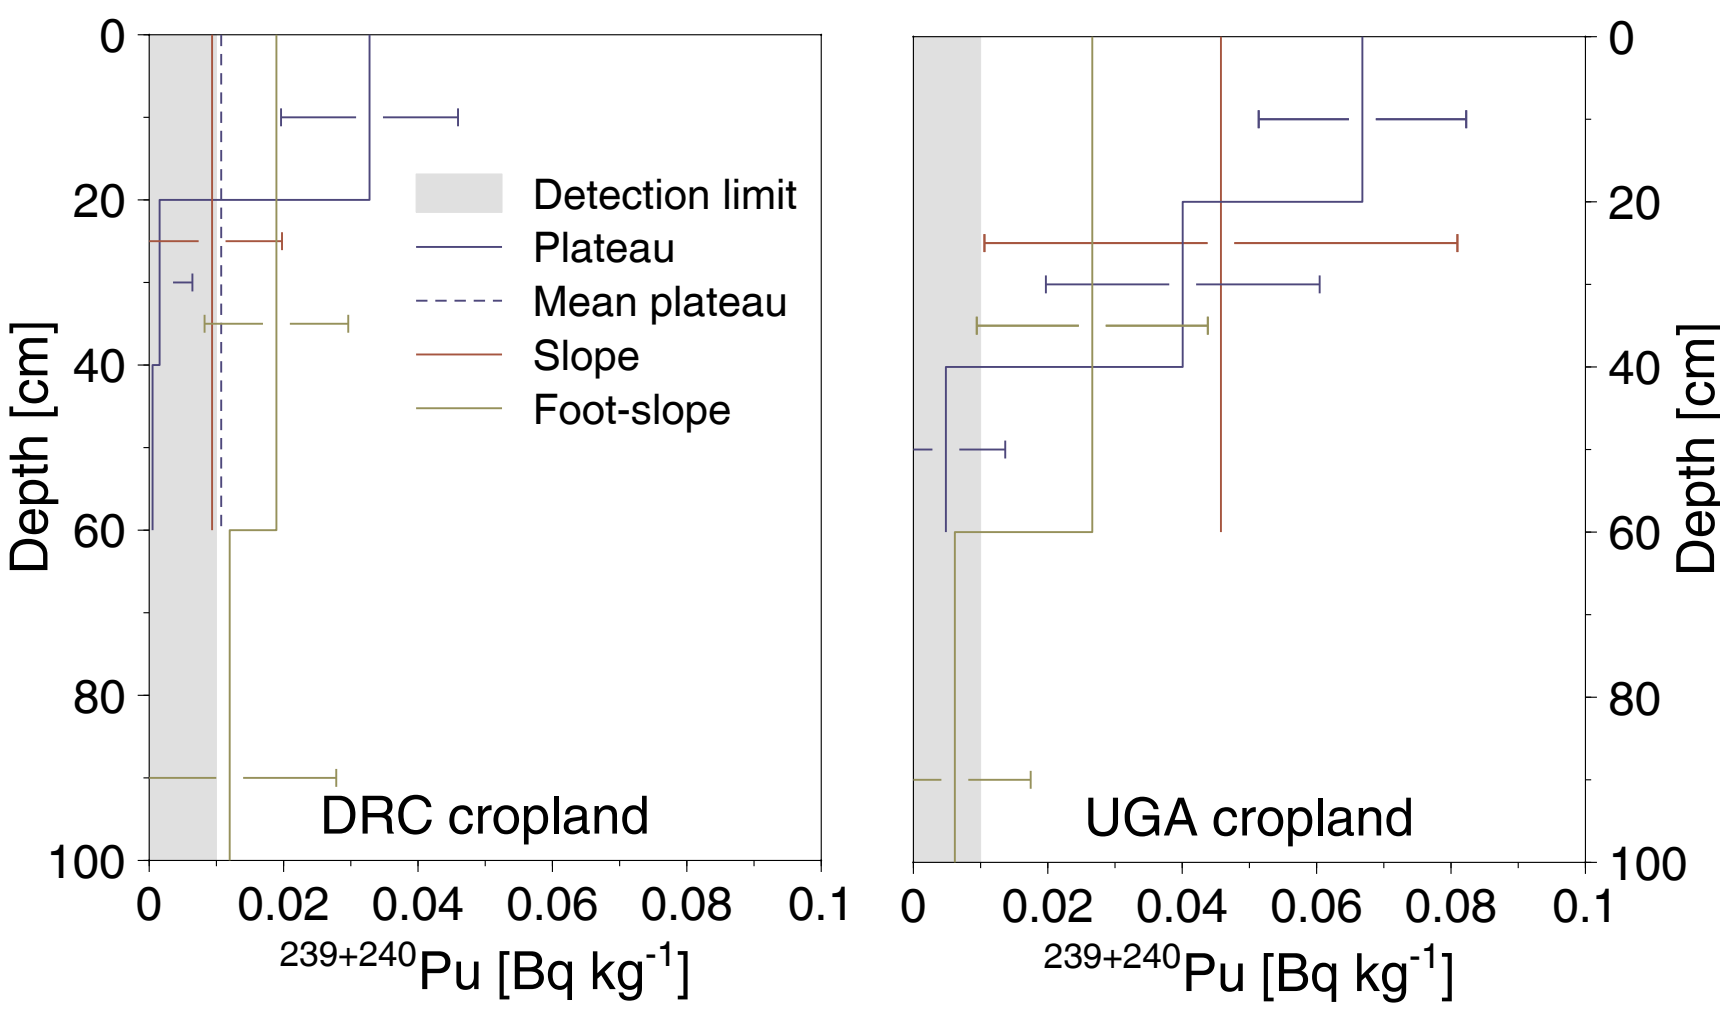 0
20
40
60
80
100
Depth [cm]
Detection limit
Plateau
Mean plateau
Slope
Foot-slope
DRC cropland
0 0.02 0.04 0.06 0.08 0.1
239+240Pu [Bq kg-1]
0
20
40
60
80
100
Depth [cm]
UGA cropland
0 0.02 0.04 0.06 0.08 0.1
239+240Pu [Bq kg-1]